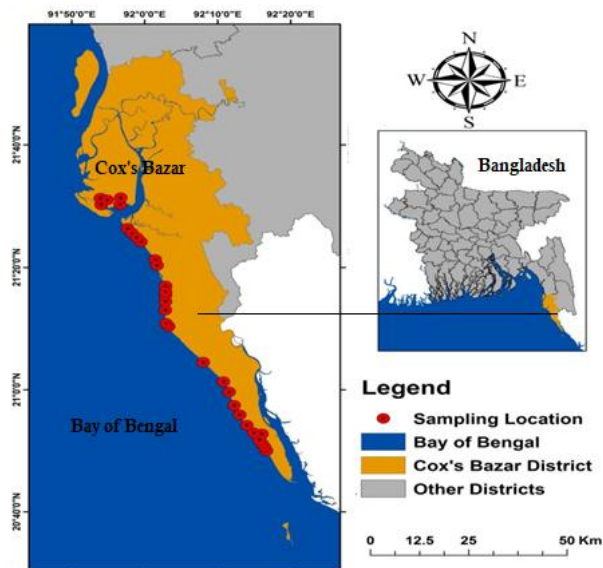 91°50'0"E 92°0'0"E 92°10'0"E 92°20'0"E
21°40'0"N
21°20'0"N
21°0'0"N
20°40'0"N
Cox's Bazar
Bay of Bengal
N
W E
S
Bangladesh
Legend
Sampling Location
Bay of Bengal
Cox's Bazar District
Other Districts
0 12.5 25 50 Km